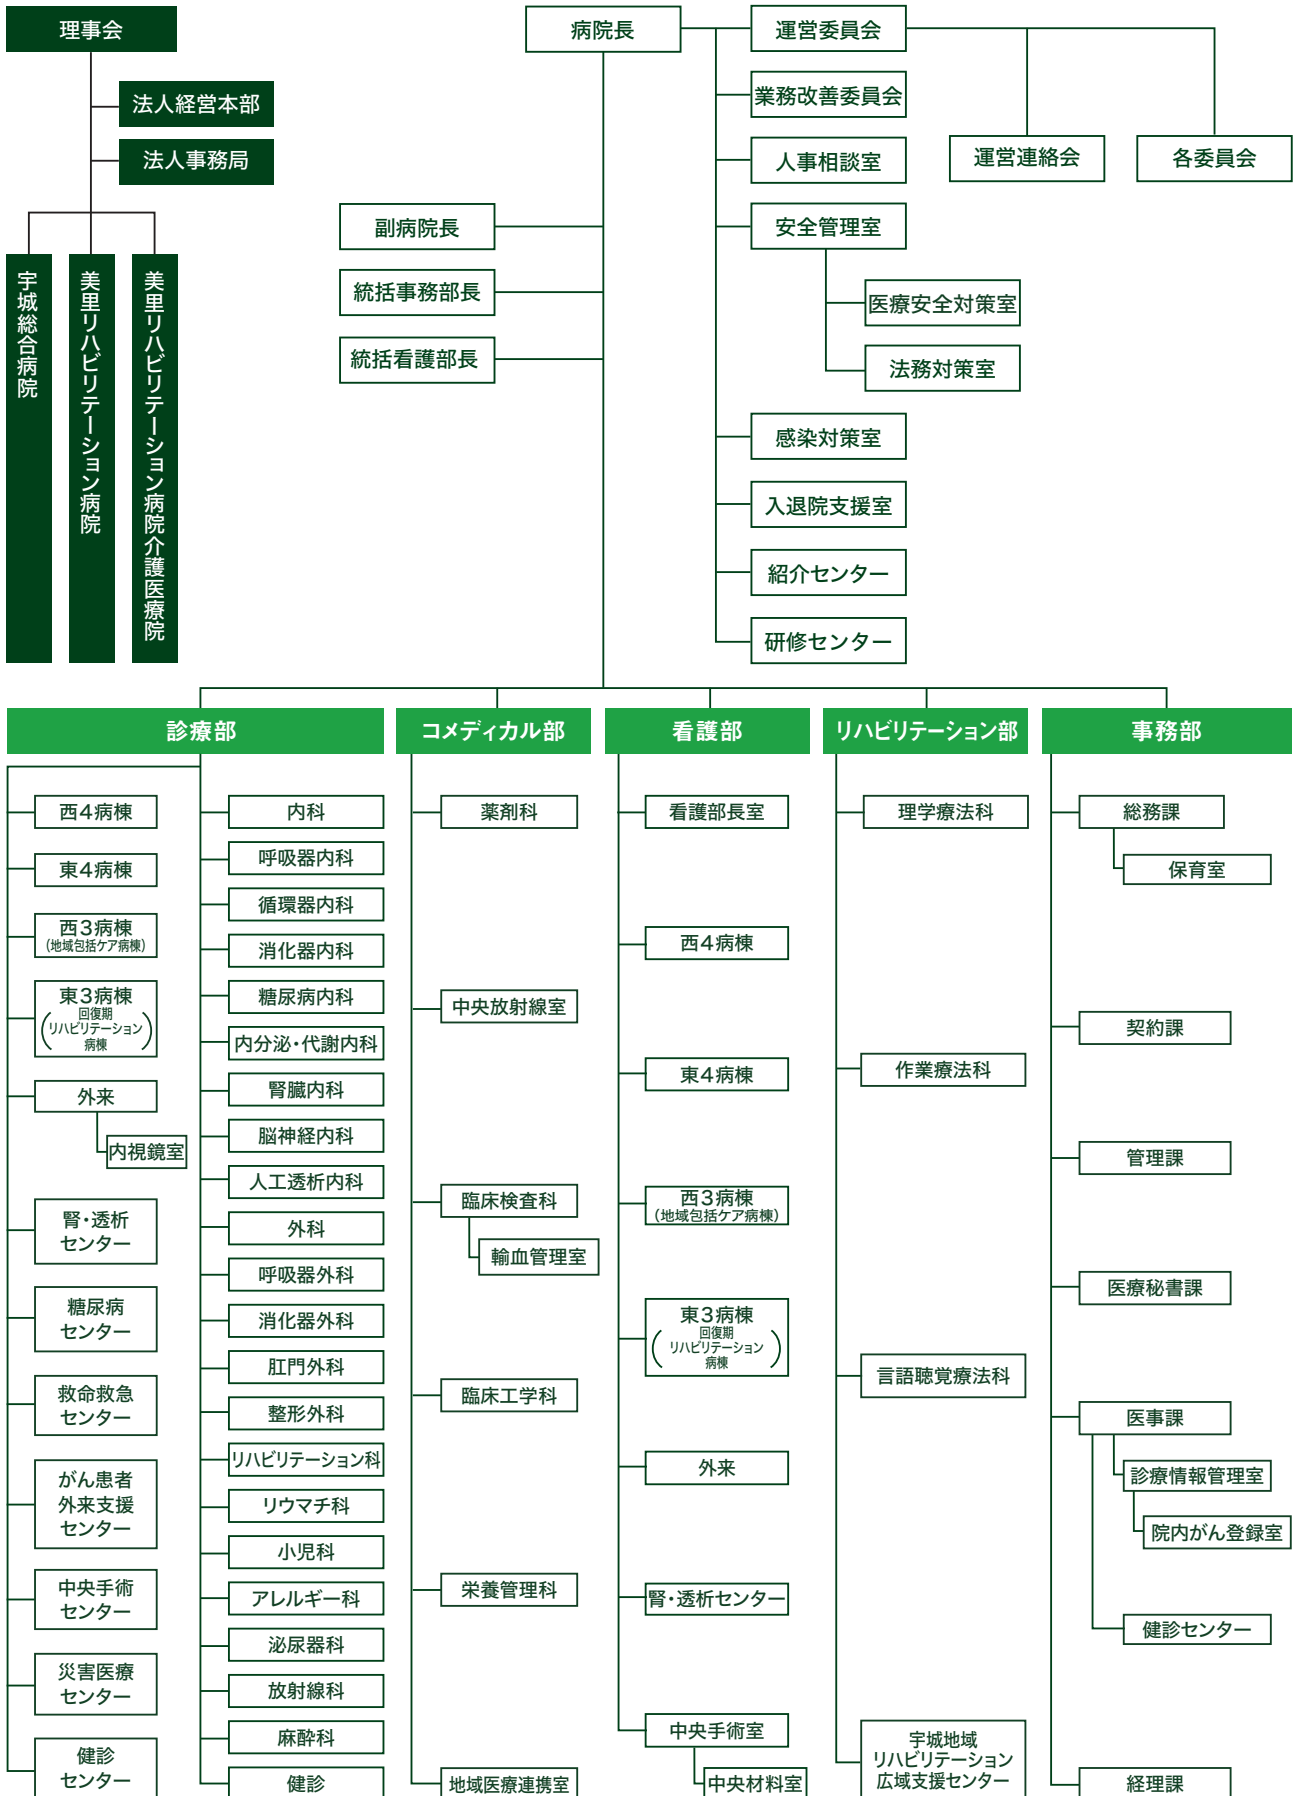 理事会
法人経営本部
法人事務局
宇城総合病院
美里リハビリテーション病院
美里リハビリテーション病院介護医療院
病院長
副病院長
統括事務部長
統括看護部長
運営委員会
運営連絡会
各委員会
業務改善委員会
人事相談室
安全管理室
医療安全対策室
法務対策室
感染対策室
入退院支援室
紹介センター
研修センター
診療部
西4病棟
東4病棟
西3病棟
(地域包括ケア病棟)
東3病棟
(回復期
リハビリテーション
病棟)
外来
内視鏡室
腎・透析
センター
糖尿病
センター
救命救急
センター
がん患者
外来支援
センター
中央手術
センター
災害医療
センター
健診
センター
内科
呼吸器内科
循環器内科
消化器内科
糖尿病内科
内分泌・代謝内科
腎臓内科
脳神経内科
人工透析内科
外科
呼吸器外科
消化器外科
肛門外科
整形外科
リハビリテーション科
リウマチ科
小児科
アレルギー科
泌尿器科
放射線科
麻酔科
健診
コメディカル部
薬剤科
中央放射線室
臨床検査科
輸血管理室
臨床工学科
栄養管理科
地域医療連携室
看護部
看護部長室
西4病棟
東4病棟
西3病棟
(地域包括ケア病棟)
東3病棟
(回復期
リハビリテーション
病棟)
外来
腎・透析センター
中央手術室
中央材料室
リハビリテーション部
理学療法科
作業療法科
言語聴覚療法科
宇城地域
リハビリテーション
広域支援センター
事務部
総務課
保育室
契約課
管理課
医療秘書課
医事課
診療情報管理室
院内がん登録室
健診センター
経理課